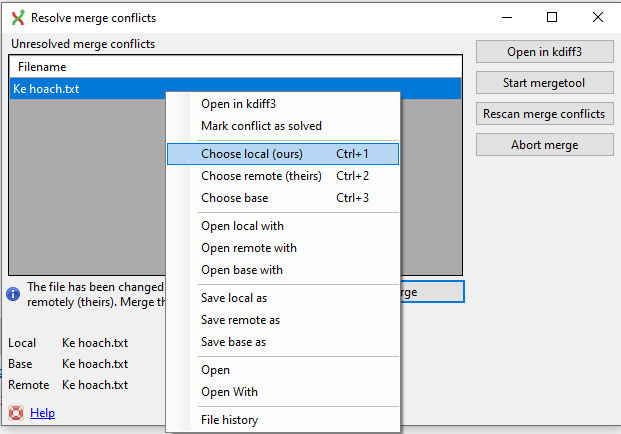 Resolve merge conflicts
Unresolved merge conflicts
Filename
Ke hoach.txt
Open in kdiff3
Start mergetool
Rescan merge conflicts
Abort merge
Open in kdiff3
Mark conflict as solved
Choose local (ours) Ctrl+1
Choose remote (theirs) Ctrl+2
Choose base Ctrl+3
Open local with
Open remote with
Open base with
Save local as
Save remote as
Save base as
Open
Open With
File history
The file has been changed
remotely (theirs). Merge th
rge
Local Ke hoach.txt
Base Ke hoach.txt
Remote Ke hoach.txt
Help